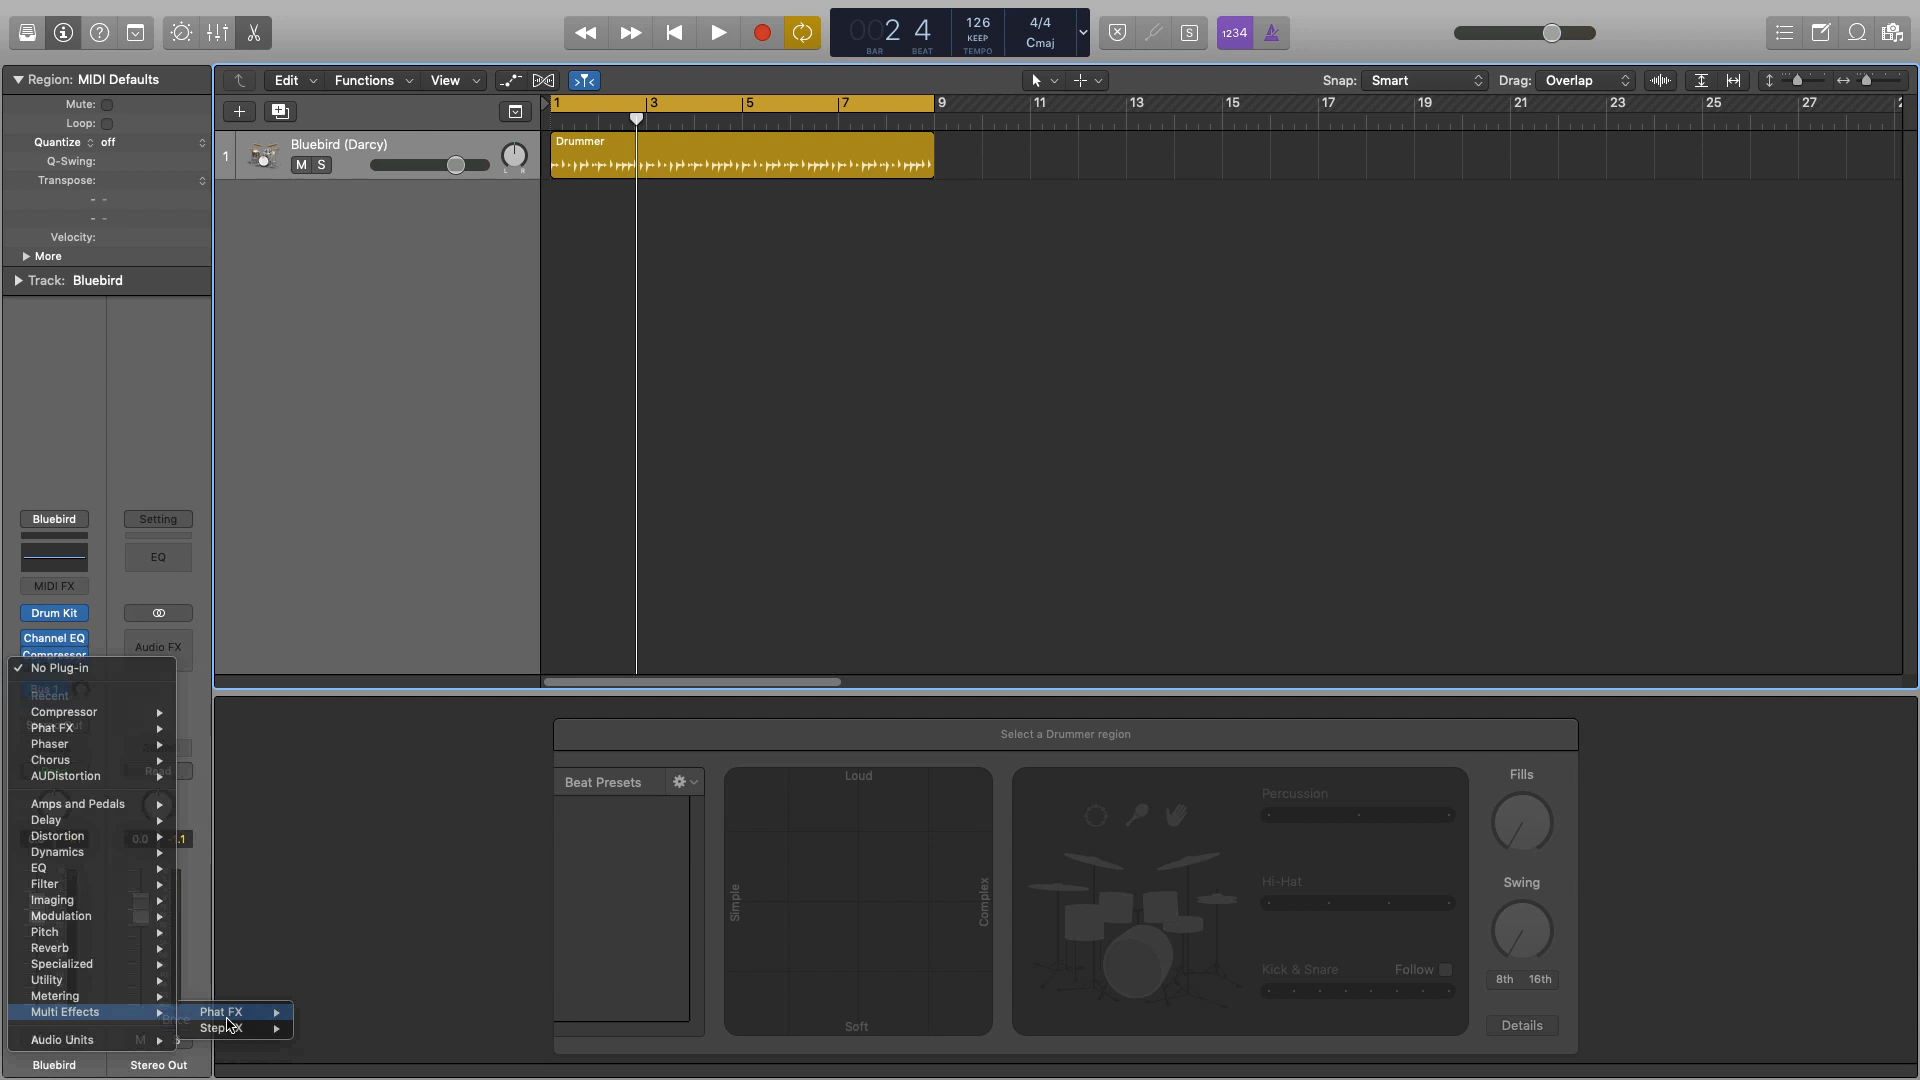 002 4
BAR
BEAT
126
KEEP
TEMPO
4/4
Cmaj
S
1234
Region: MIDI Defaults
Mute:
Loop:
Quantize off
Q-Swing:
Transpose:
- -
- -
Velocity:
More
Track: Bluebird
Edit
Functions
View
Snap: Smart
Drag: Overlap
1
3
5
7
9
11
13
15
17
19
21
23
25
27
1
Bluebird (Darcy)
M S
L R
Drummer
Bluebird
Setting
EQ
MIDI FX
Drum Kit
Channel EQ
Compressor
Audio FX
No Plug-in
Bus 1
Recent
Compressor
Phat FX
Phaser
Chorus
AUDistortion
Read
Amps and Pedals
Delay
Distortion
0.0
Dynamics
EQ
Filter
Imaging
Modulation
Pitch
Reverb
Specialized
Utility
Metering
Multi Effects
Phat FX
Audio Units
M
Bluebird
Stereo Out
Select a Drummer region
Beat Presets
Loud
Simple
Complex
Soft
Percussion
Hi-Hat
Kick & Snare
Follow
Fills
Swing
8th
16th
Details